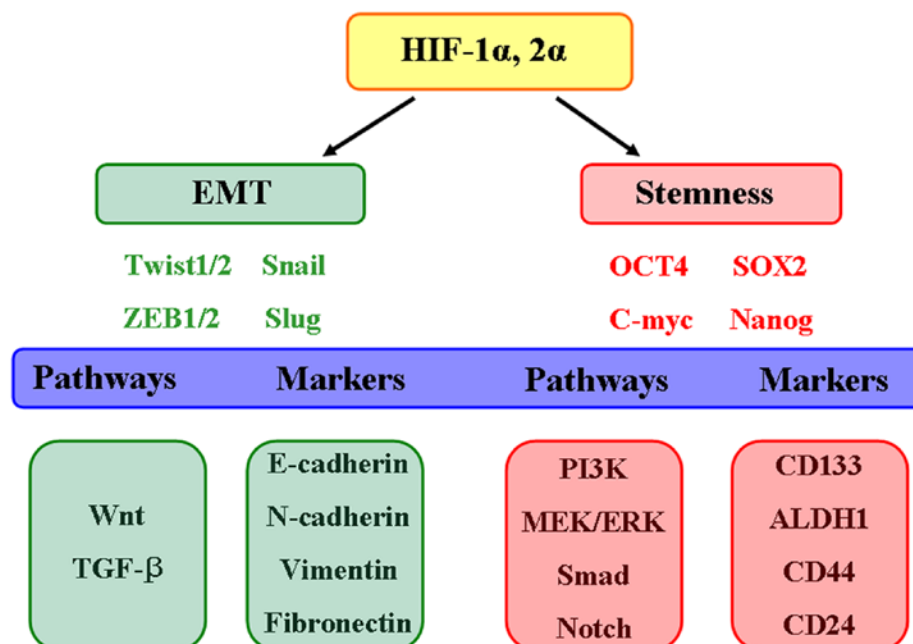 HIF-1α, 2α
EMT
Stemness
Twist1/2 Snail
ZEB1/2 Slug
OCT4 SOX2
C-myc Nanog
Pathways Markers Pathways Markers
Wnt
TGF-β
E-cadherin
N-cadherin
Vimentin
Fibronectin
PI3K
MEK/ERK
Smad
Notch
CD133
ALDH1
CD44
CD24